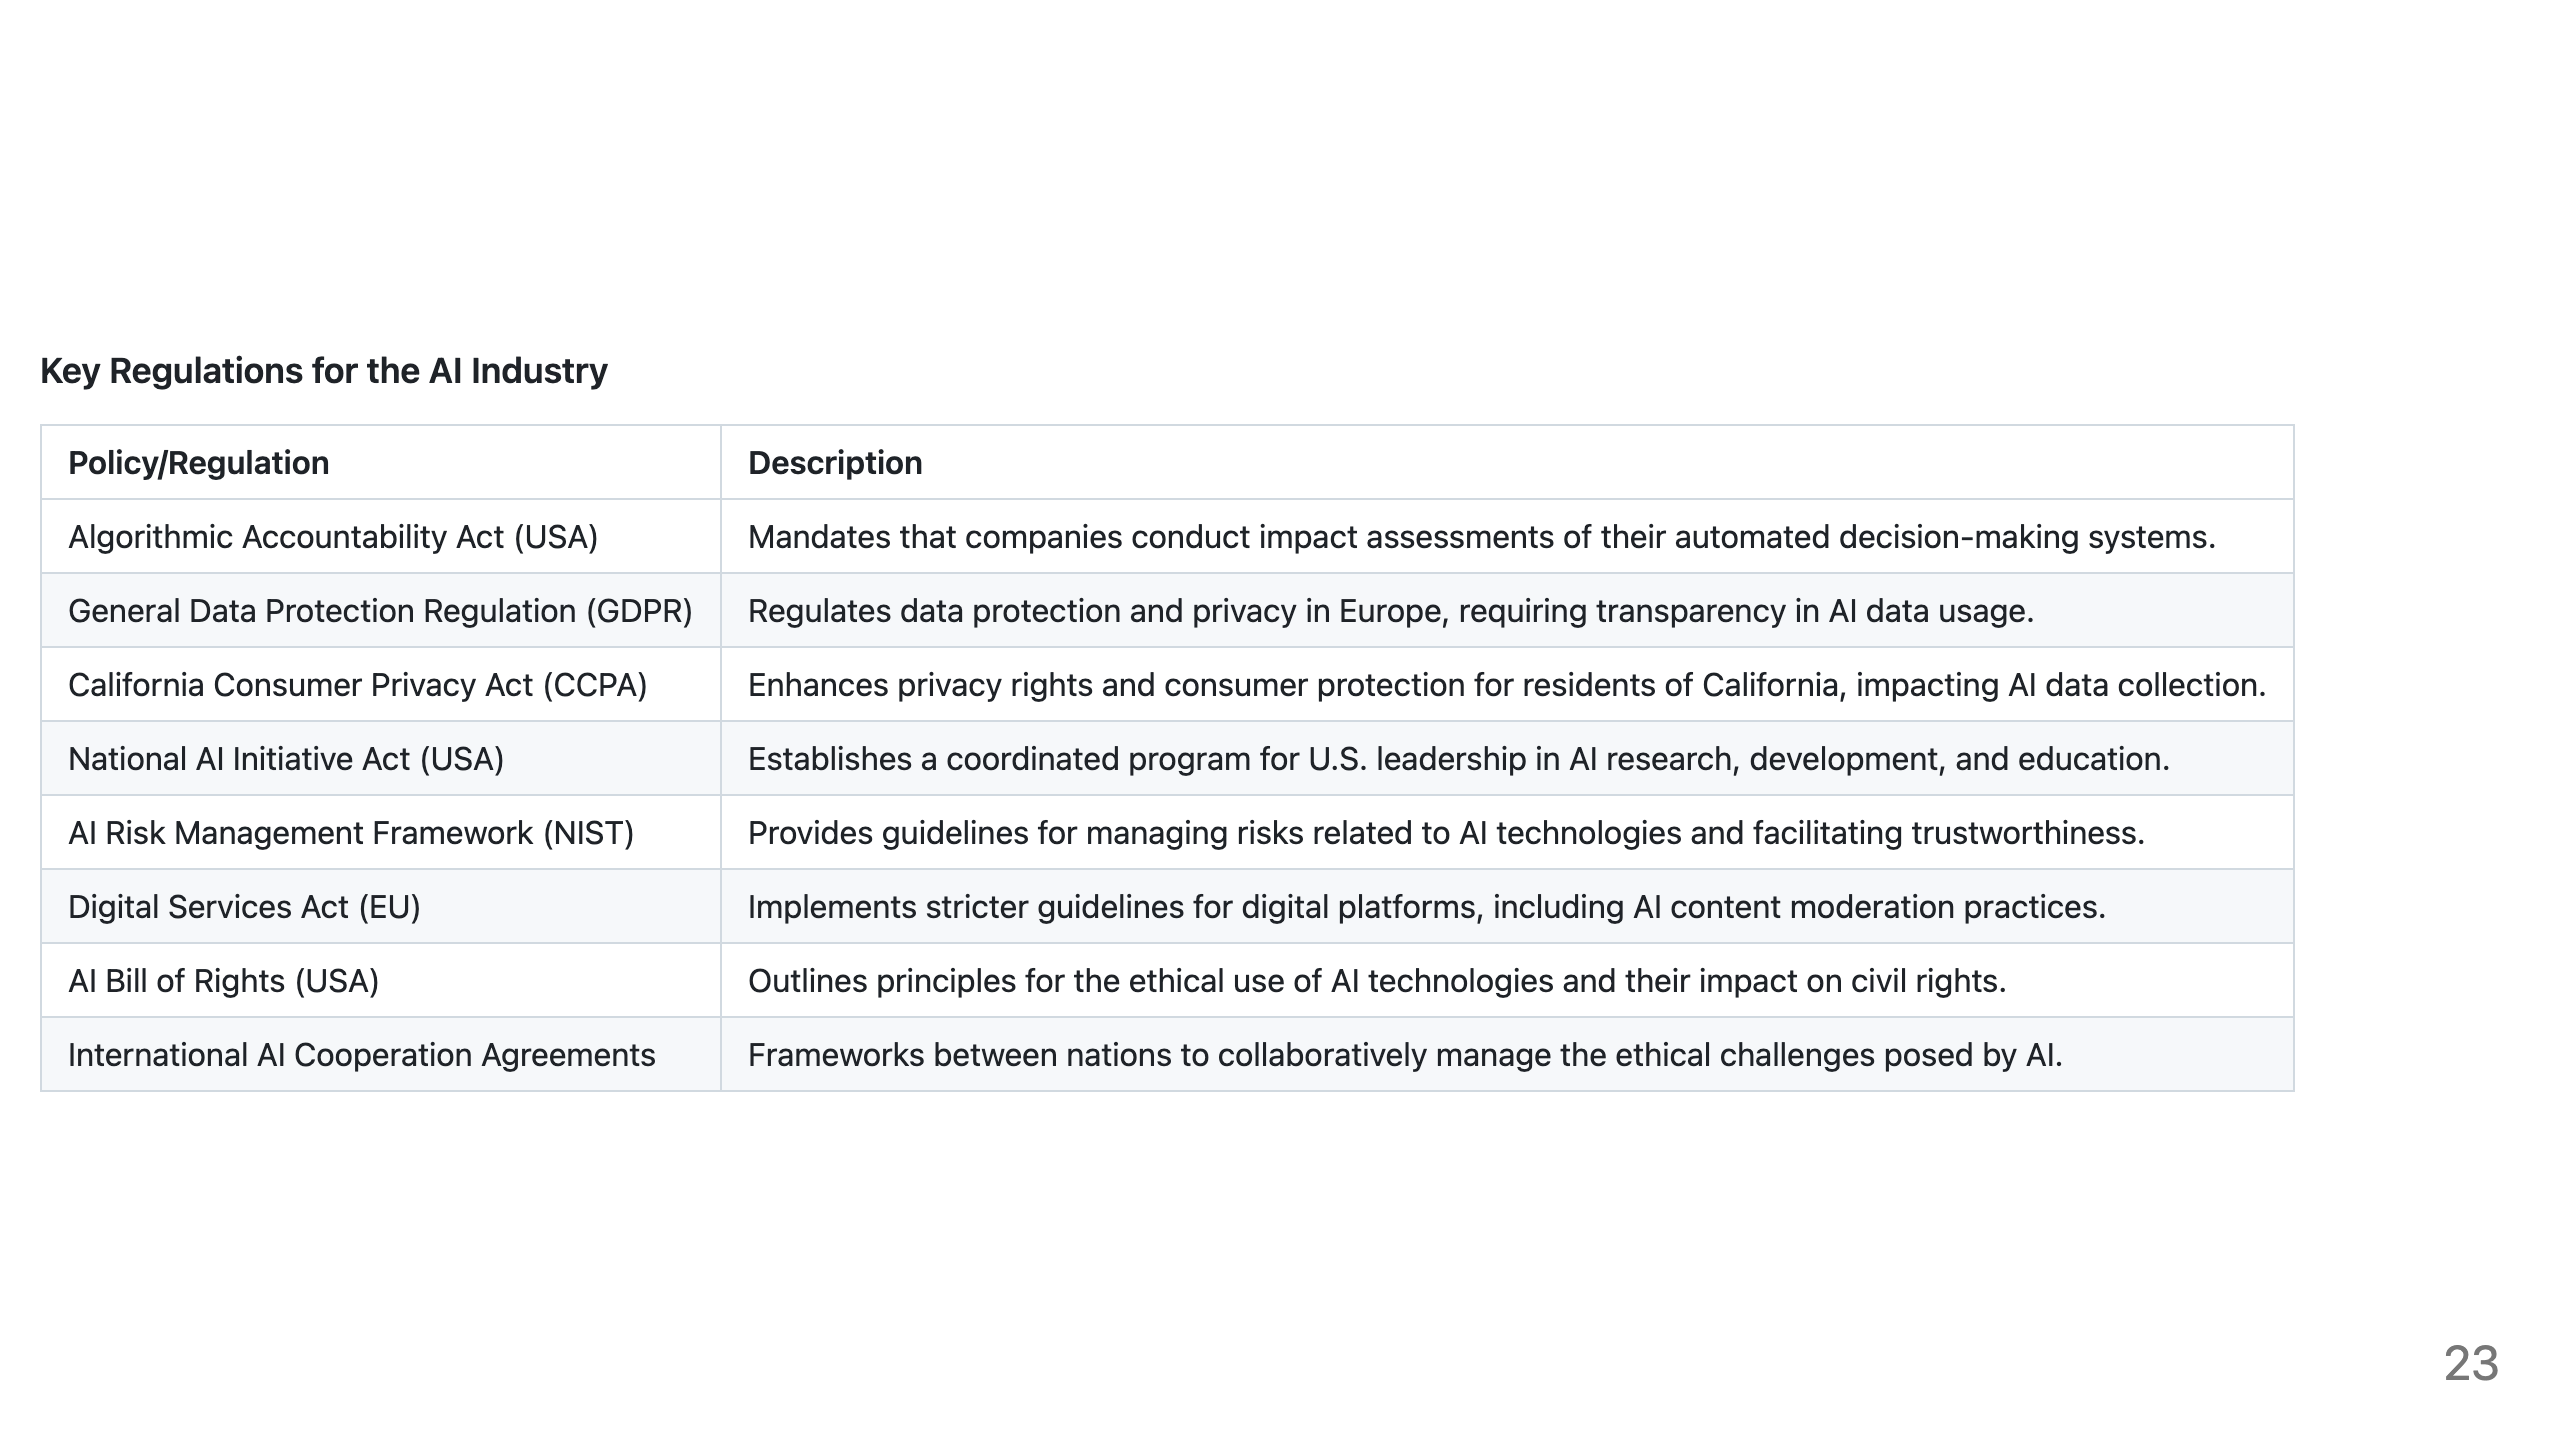 Key Regulations for the AI Industry
Policy/Regulation Description
Algorithmic Accountability Act (USA) Mandates that companies conduct impact assessments of their automated decision-making systems.
General Data Protection Regulation (GDPR) Regulates data protection and privacy in Europe, requiring transparency in AI data usage.
California Consumer Privacy Act (CCPA) Enhances privacy rights and consumer protection for residents of California, impacting AI data collection.
National AI Initiative Act (USA) Establishes a coordinated program for U.S. leadership in AI research, development, and education.
AI Risk Management Framework (NIST) Provides guidelines for managing risks related to AI technologies and facilitating trustworthiness.
Digital Services Act (EU) Implements stricter guidelines for digital platforms, including AI content moderation practices.
AI Bill of Rights (USA) Outlines principles for the ethical use of AI technologies and their impact on civil rights.
International AI Cooperation Agreements Frameworks between nations to collaboratively manage the ethical challenges posed by AI.
23